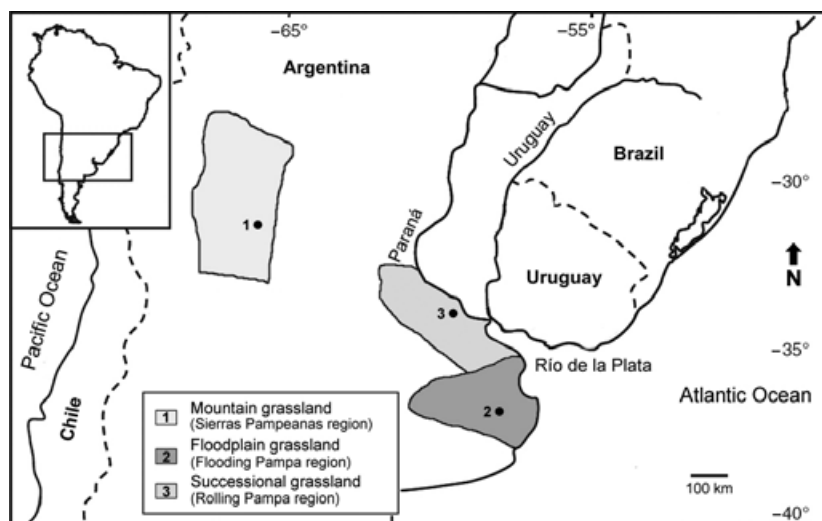 −65°
−55°
Argentina
Uruguay
Brazil
−30°
1
Paraná
N
Uruguay
Pacific Ocean
3
−35°
Río de la Plata
Atlantic Ocean
Chile
2
1 Mountain grassland
(Sierras Pampeanas region)
2 Floodplain grassland
(Flooding Pampa region)
3 Successional grassland
(Rolling Pampa region)
100 km
−40°